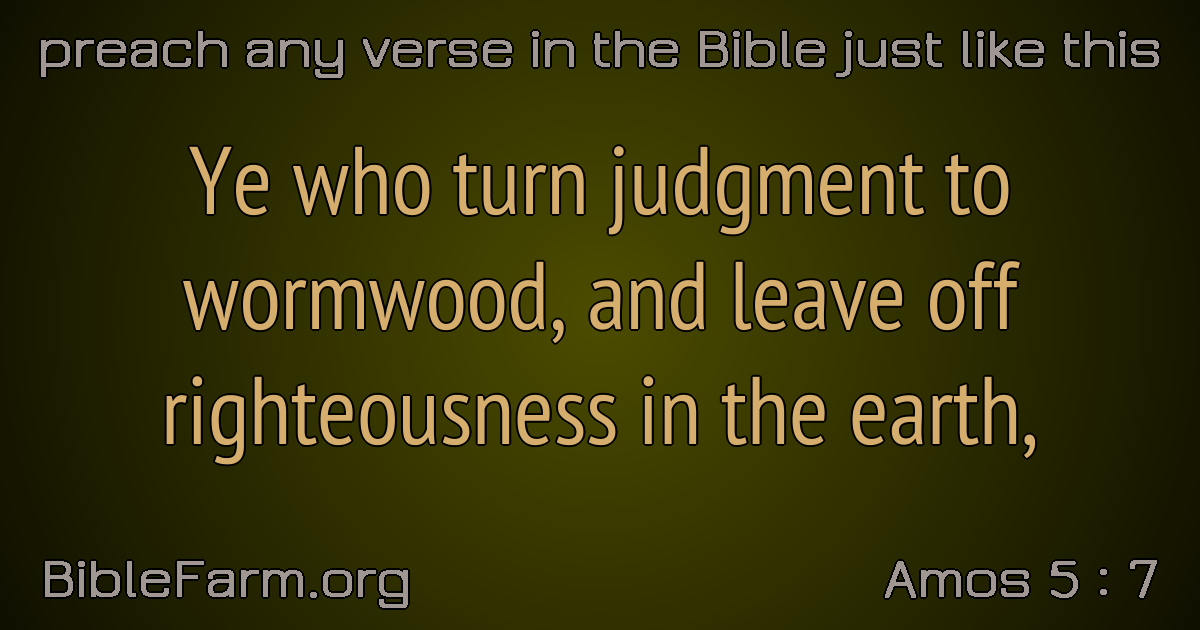 preach any verse in the Bible just like this
Ye who turn judgment to
wormwood, and leave off
righteousness in the earth,
BibleFarm.org
Amos 5 : 7